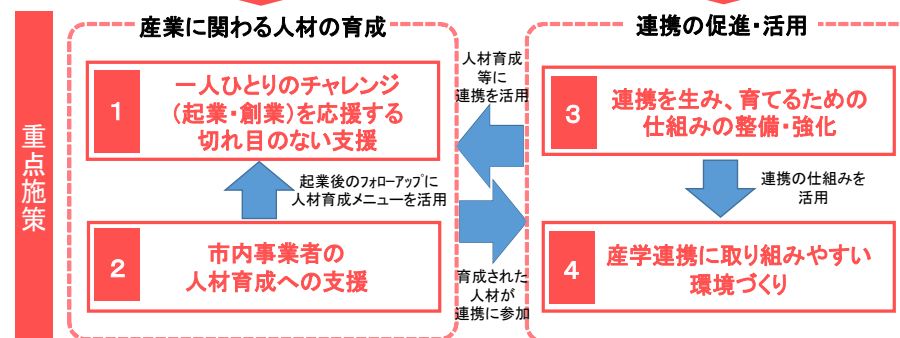 重点施策
産業に関わる人材の育成
1
一人ひとりのチャレンジ
(起業・創業)を応援する
切れ目のない支援
起業後のフォローアップに
人材育成メニューを活用
2
市内事業者の
人材育成への支援
人材育成
等に
連携を活用
育成された
人材が
連携に参加
連携の促進・活用
3
連携を生み、育てるための
仕組みの整備・強化
連携の仕組みを
活用
4
産学連携に取り組みやすい
環境づくり